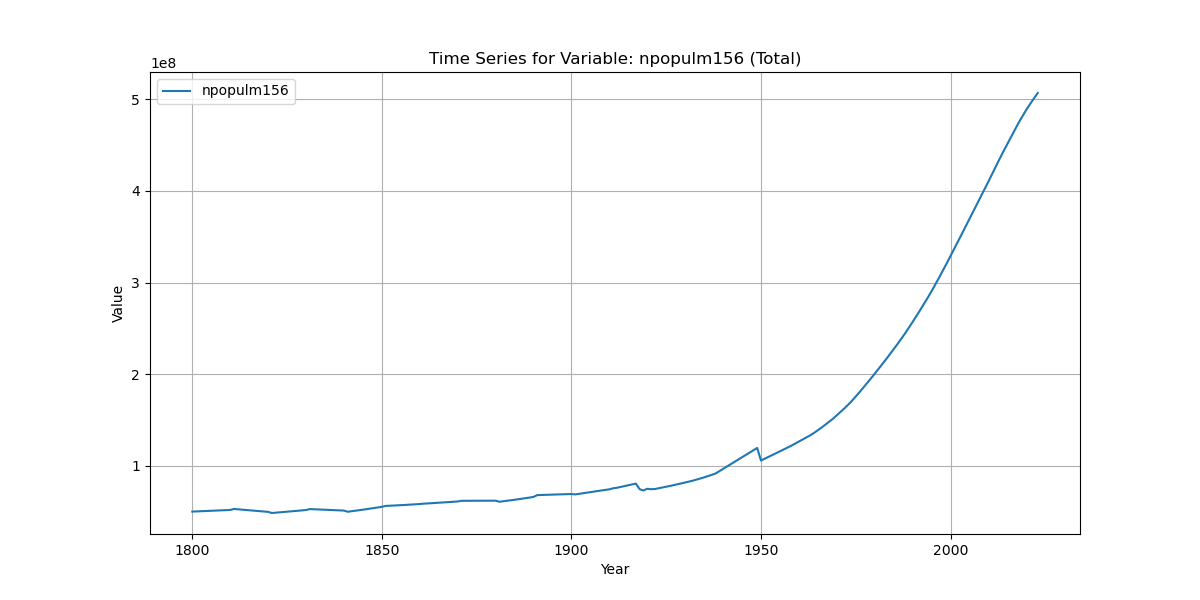 Time Series for Variable: npopulm156 (Total)
1e8
npopulm156
5
4
3
2
1
Value
1800 1850 1900 1950 2000
Year